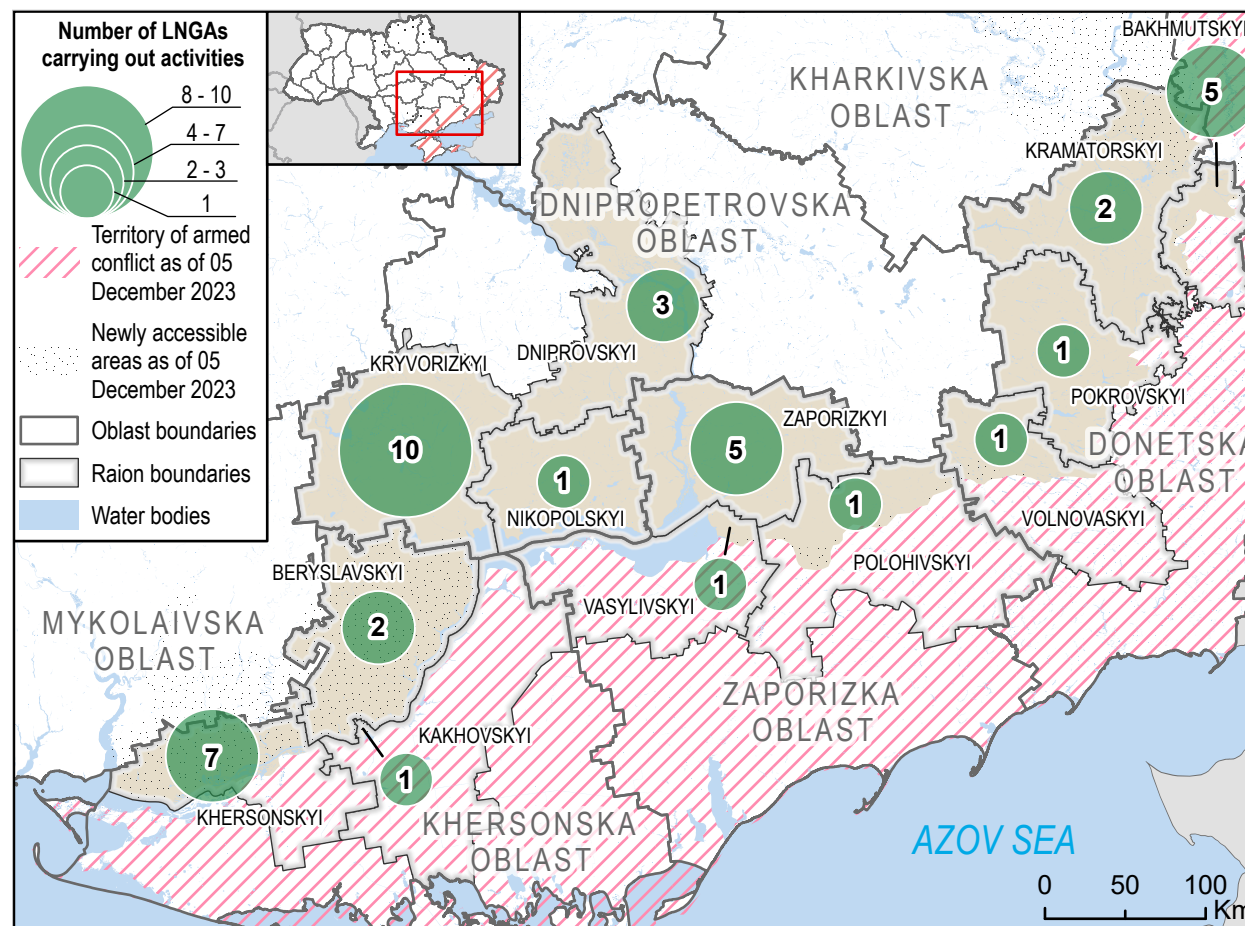 Number of LNGAs
carrying out activities
8 - 10
4 - 7
2 - 3
1
Territory of armed
conflict as of 05
December 2023
Newly accessible
areas as of 05
December 2023
Oblast boundaries
Raion boundaries
Water bodies
BAKHMUTSKYI
5
KHARKIVSKA
OBLAST
KRAMATORSKYI
2
DNIPROPETROVSKA
OBLAST
3
DNIPROVSKYI
KRYVORIZKYI
1
POKROVSKYI
ZAPORIZKYI
10
5
1
DONETSKA
OBLAST
1
NIKOPOLSKYI
1
VOLNOVASKYI
BERYSLAVSKYI
POLOHIVSKYI
1
VASYLIVSKYI
2
MYKOLAIVSKA
OBLAST
ZAPORIZKA
OBLAST
KAKHOVSKYI
7
1
KHERSONSKYI
KHERSONSKA
OBLAST
AZOV SEA
0 50 100
Km